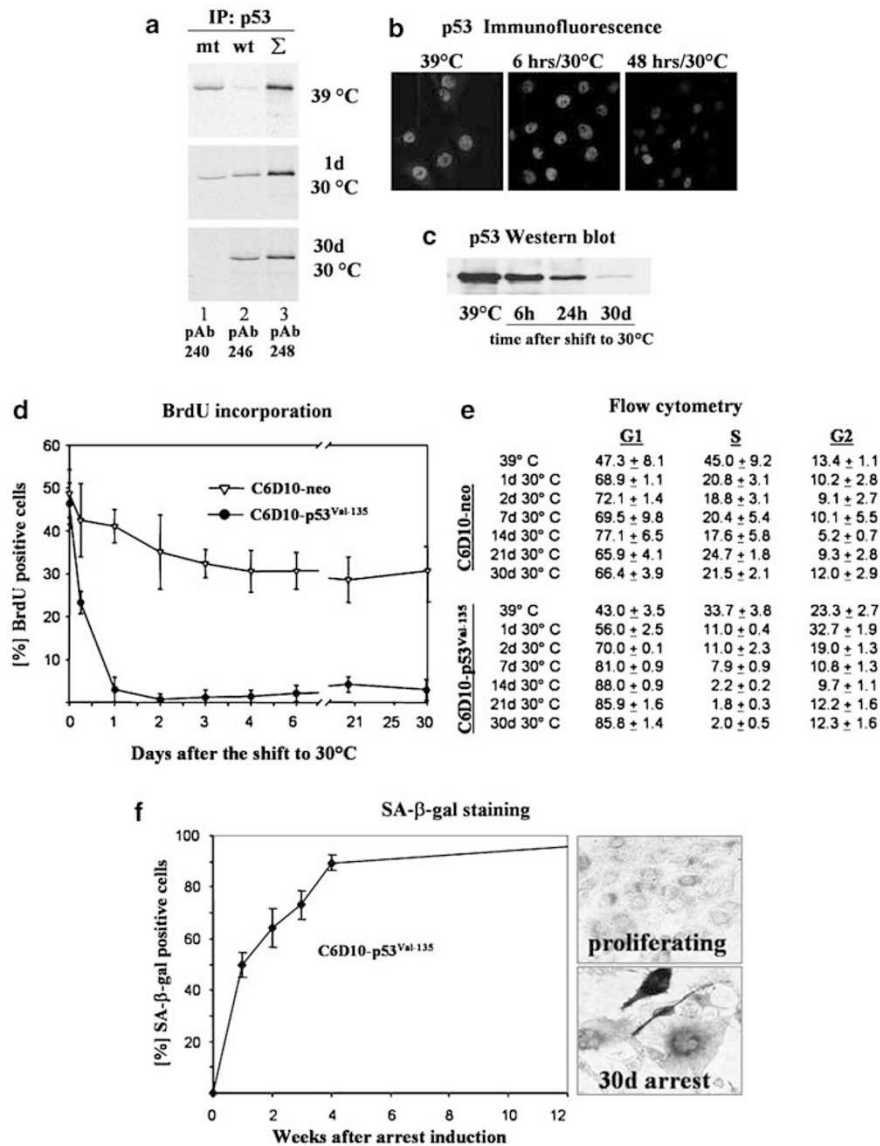 a
IP: p53
mt wt Σ
39 °C
1d
30 °C
30d
30 °C
1 2 3
pAb pAb pAb
240 246 248
b
p53 Immunofluorescence
39°C 6 hrs/30°C 48 hrs/30°C
c
p53 Western blot
39°C 6h 24h 30d
time after shift to 30°C
d
BrdU incorporation
[%] BrdU positive cells
60
50
40
30
20
10
C6D10-neo
C6D10-p53Val-135
0 1 2 3 4 6 21 30
Days after the shift to 30°C
e
Flow cytometry
G1 S G2
C6D10-neo
39° C 47.3 ± 8.1 45.0 ± 9.2 13.4 ± 1.1
1d 30° C 68.9 ± 1.1 20.8 ± 3.1 10.2 ± 2.8
2d 30° C 72.1 ± 1.4 18.8 ± 3.1 9.1 ± 2.7
7d 30° C 69.5 ± 9.8 20.4 ± 5.4 10.1 ± 5.5
14d 30° C 77.1 ± 6.5 17.6 ± 5.8 5.2 ± 0.7
21d 30° C 65.9 ± 4.1 24.7 ± 1.8 9.3 ± 2.8
30d 30° C 66.4 ± 3.9 21.5 ± 2.1 12.0 ± 2.9
C6D10-p53Val-135
39° C 43.0 ± 3.5 33.7 ± 3.8 23.3 ± 2.7
1d 30° C 56.0 ± 2.5 11.0 ± 0.4 32.7 ± 1.9
2d 30° C 70.0 ± 0.1 11.0 ± 2.3 19.0 ± 1.3
7d 30° C 81.0 ± 0.9 7.9 ± 0.9 10.8 ± 1.3
14d 30° C 88.0 ± 0.9 2.2 ± 0.2 9.7 ± 1.1
21d 30° C 85.9 ± 1.6 1.8 ± 0.3 12.2 ± 1.6
30d 30° C 85.8 ± 1.4 2.0 ± 0.5 12.3 ± 1.6
f
SA-β-gal staining
[%] SA-β-gal positive cells
100
80
60
40
20
0
C6D10-p53Val-135
0 2 4 6 8 10 12
Weeks after arrest induction
proliferating
30d arrest